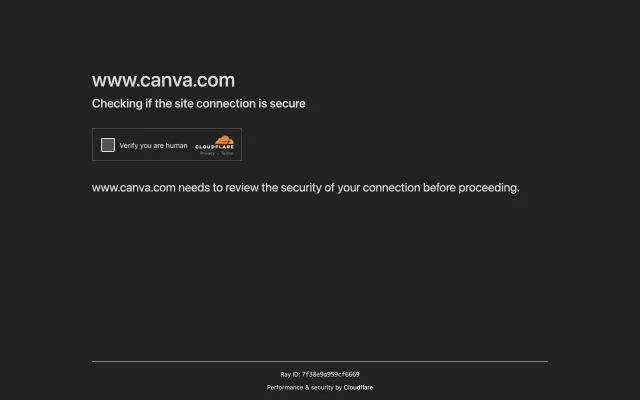 www.canva.com
Checking if the site connection is secure
Verify you are human
CLOUDFLARE
Privacy · Terms
www.canva.com needs to review the security of your connection before proceeding.
Ray ID: 7f38e9a959cf6669
Performance & security by Cloudflare